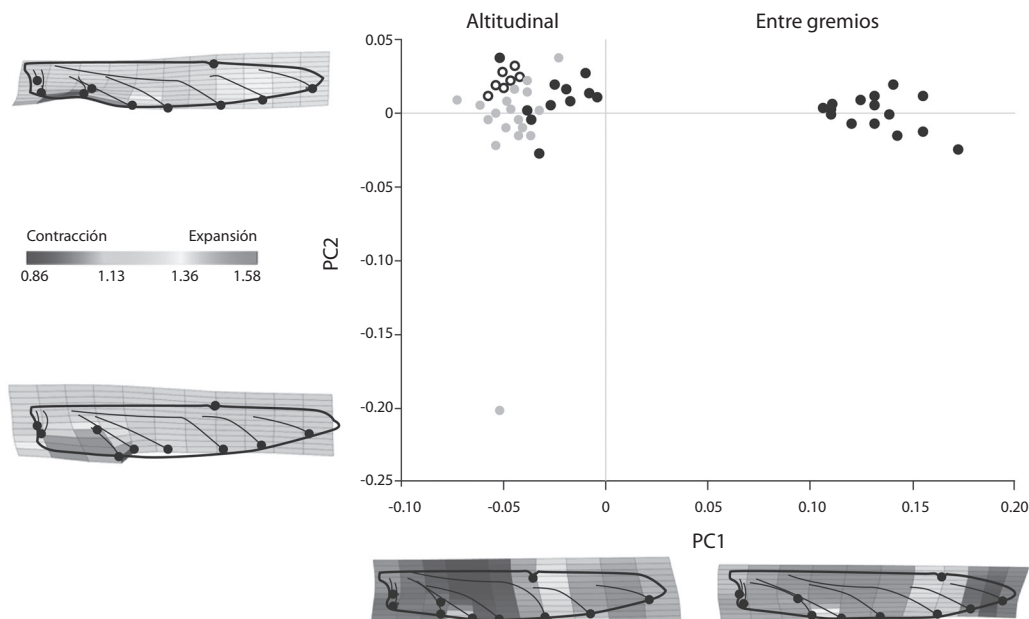 Altitudinal
Entre gremios
0.05
0
-0.05
-0.10
-0.15
-0.20
-0.25
PC2
Contracción Expansión
0.86 1.13 1.36 1.58
-0.10 -0.05 0 0.05 0.10 0.15 0.20
PC1